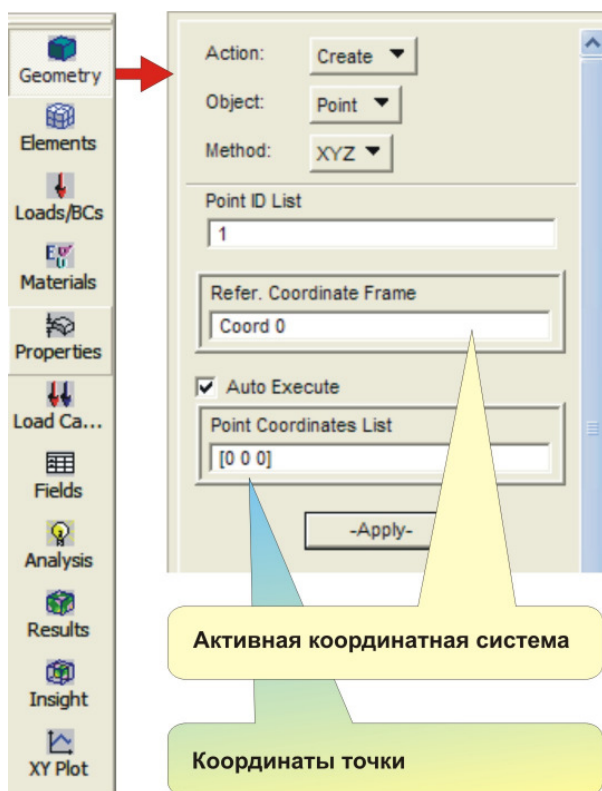 Geometry
Elements
Loads/BCs
Materials
Properties
Load Ca...
Fields
Analysis
Results
Insight
XY Plot
Action: Create
Object: Point
Method: XYZ
Point ID List
1
Refer. Coordinate Frame
Coord 0
Auto Execute
Point Coordinates List
[0 0 0]
-Apply-
Активная координатная система
Координаты точки